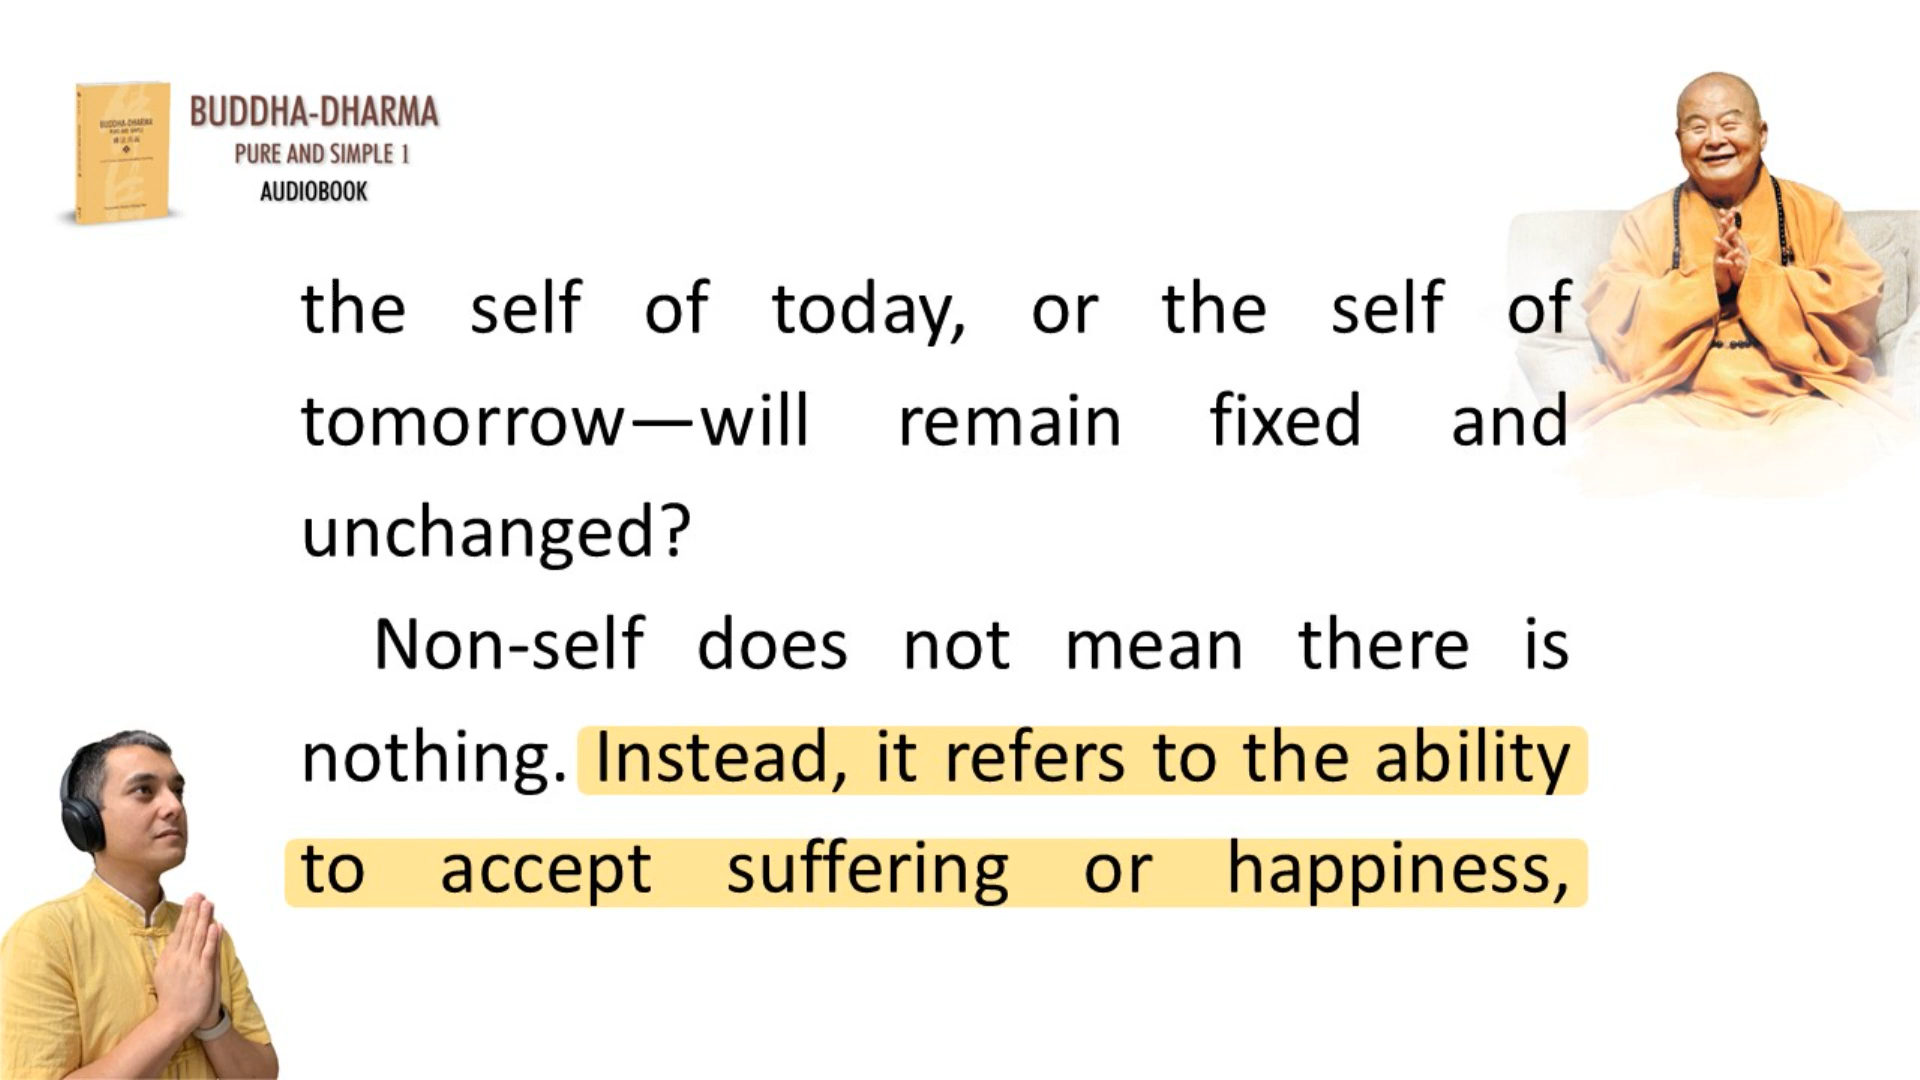 BUDDHA-DHARMA
PURE AND SIMPLE 1
AUDIOBOOK
BUDDHA-DHARMA
the self of today, or the self of
tomorrow—will remain fixed and
unchanged?
Non-self does not mean there is
nothing. Instead, it refers to the ability
to accept suffering or happiness,